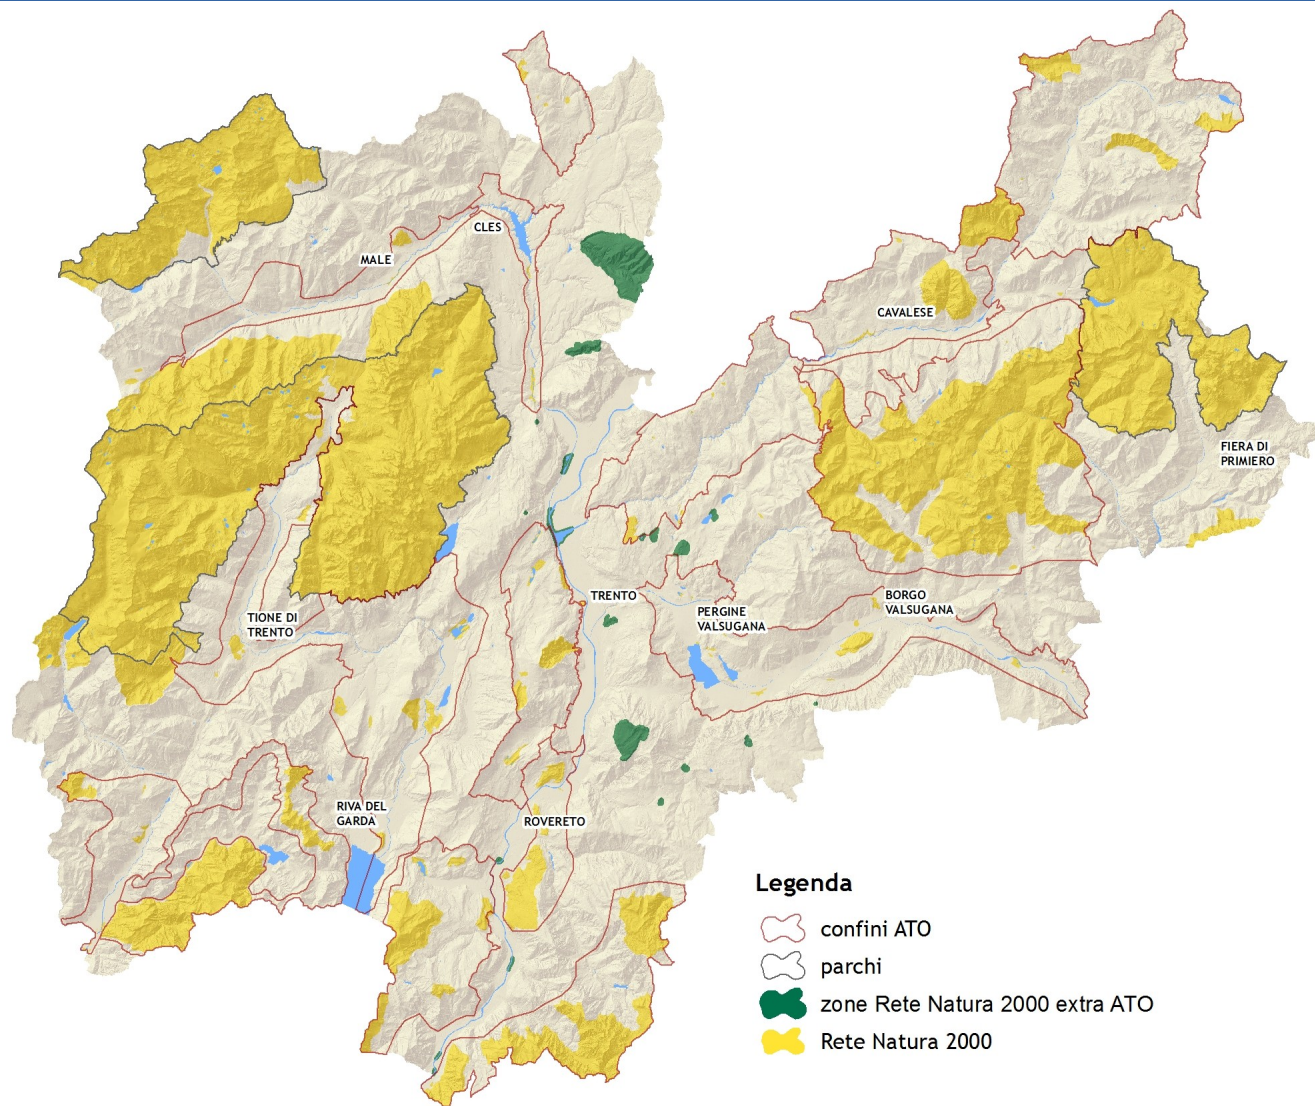 CLES
MALE
CAVALESE
FIERA DI
PRIMIERO
TRENTO
TIONE DI
TRENTO
PERGINE
VALSUGANA
BORGO
VALSUGANA
RIVA DEL
GARDA
ROVERETO
Legenda
confini ATO
parchi
zone Rete Natura 2000 extra ATO
Rete Natura 2000